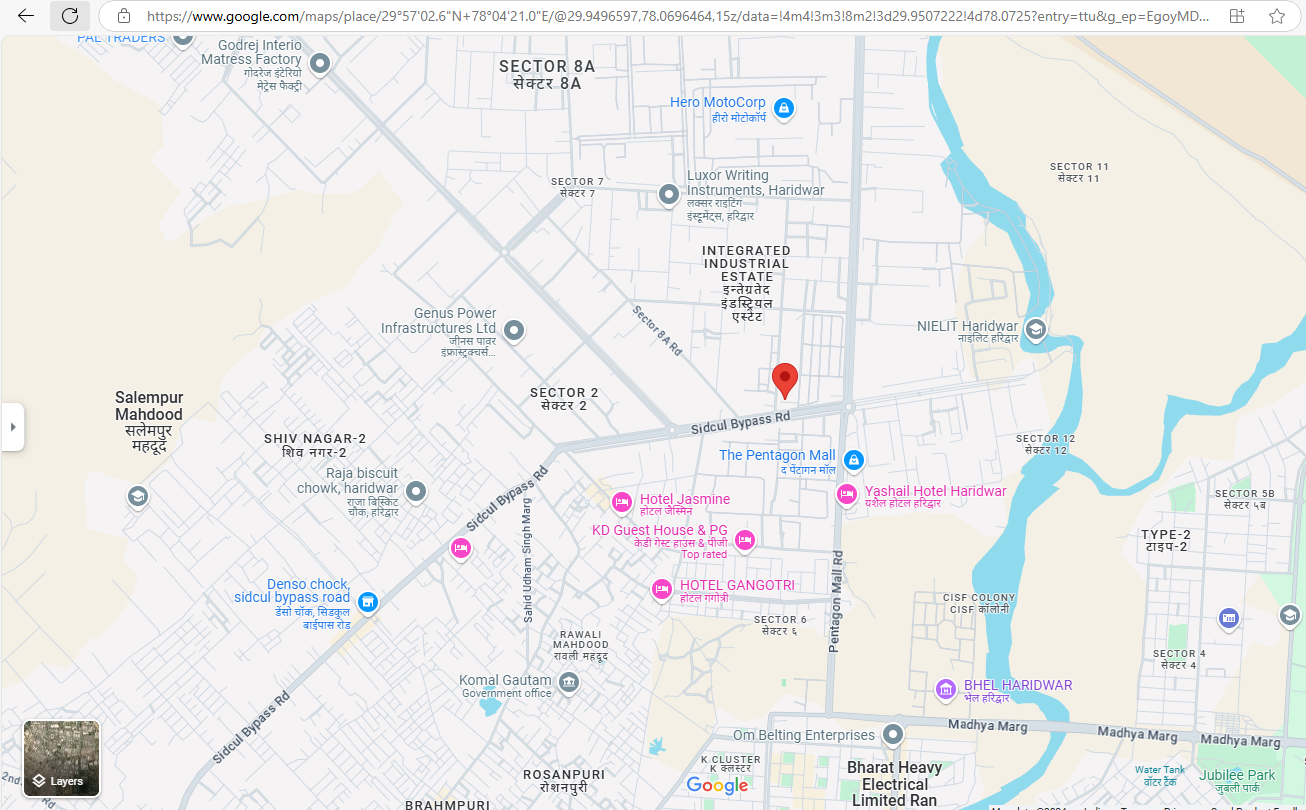 https://www.google.com/maps/place/29°57'02.6"N+78°04'21.0"E/@29.9496597,78.0696464,15z/data=!4m4!3m3!8m2!3d29.9507222!4d78.0725?entry=ttu&g_ep=EgoyMD...
PAL TRADERS
Godrej Interio
Matress Factory
गोदरेज इंटेरियो
मेट्रेस फैक्ट्री
SECTOR 8A
सेक्टर 8A
Hero MotoCorp
हीरो मोटोकॉर्प
SECTOR 11
सेक्टर 11
SECTOR 7
सेक्टर 7
Luxor Writing
Instruments, Haridwar
लक्सर राइटिंग
इंस्ट्रूमेंट्स, हरिद्वार
INTEGRATED
INDUSTRIAL
ESTATE
इन्तेग्रतेद
इंडस्ट्रियल
एस्टेट
Genus Power
Infrastructures Ltd
जीनस पावर
इंफ्रास्ट्रक्चर्स...
Sector 8A Rd
NIELIT Haridwar
नाइलिट हरिद्वार
SECTOR 2
सेक्टर 2
Salempur
Mahdood
सलेमपुर
महदूद
Sidcul Bypass Rd
SHIV NAGAR-2
शिव नगर-2
SECTOR 12
सेक्टर 12
The Pentagon Mall
द पेंटागन मॉल
Raja biscuit
chowk, haridwar
राजा बिस्किट
चौक, हरिद्वार
Sidcul Bypass Rd
Hotel Jasmine
होटल जैस्मिन
Yashail Hotel Haridwar
यशैल होटल हरिद्वार
SECTOR 5B
सेक्टर ५ब
KD Guest House & PG
केडी गेस्ट हाउस & पीजी
Top rated
TYPE-2
टाइप-2
Sahid Udham Singh Marg
Denso chock,
sidcul bypass road
डेंसो चॉक, सिडकुल
बाईपास रोड
HOTEL GANGOTRI
होटल गंगोत्री
Pentagon Mall Rd
CISF COLONY
CISF कॉलोनी
SECTOR 6
सेक्टर ६
RAWALI
MAHDOOD
रावली महदूद
SECTOR 4
सेक्टर 4
Komal Gautam
Government office
BHEL HARIDWAR
भेल हरिद्वार
Sidcul Bypass Rd
Madhya Marg
Madhya Marg
Madhya Marg
Om Belting Enterprises
K CLUSTER
K क्लस्टर
Bharat Heavy
Electrical
Limited Ran
Water Tank
वॉटर टैंक
Jubilee Park
जुबली पार्क
Layers
2nd
Rd
ROSANPURI
रोशनपुरी
Google
BRAHMPURI